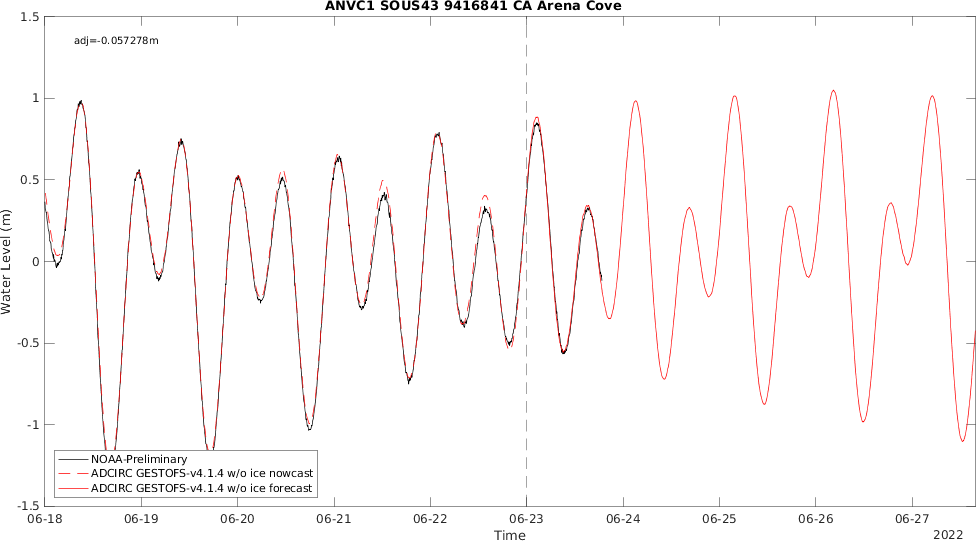 ANVC1 SOUS43 9416841 CA Arena Cove
adj=-0.057278m
1.5
1
0.5
0
-0.5
-1
-1.5
Water Level (m)
NOAA-Preliminary
ADCIRC GESTOFS-v4.1.4 w/o ice nowcast
ADCIRC GESTOFS-v4.1.4 w/o ice forecast
06-18 06-19 06-20 06-21 06-22 06-23 06-24 06-25 06-26 06-27
Time
2022